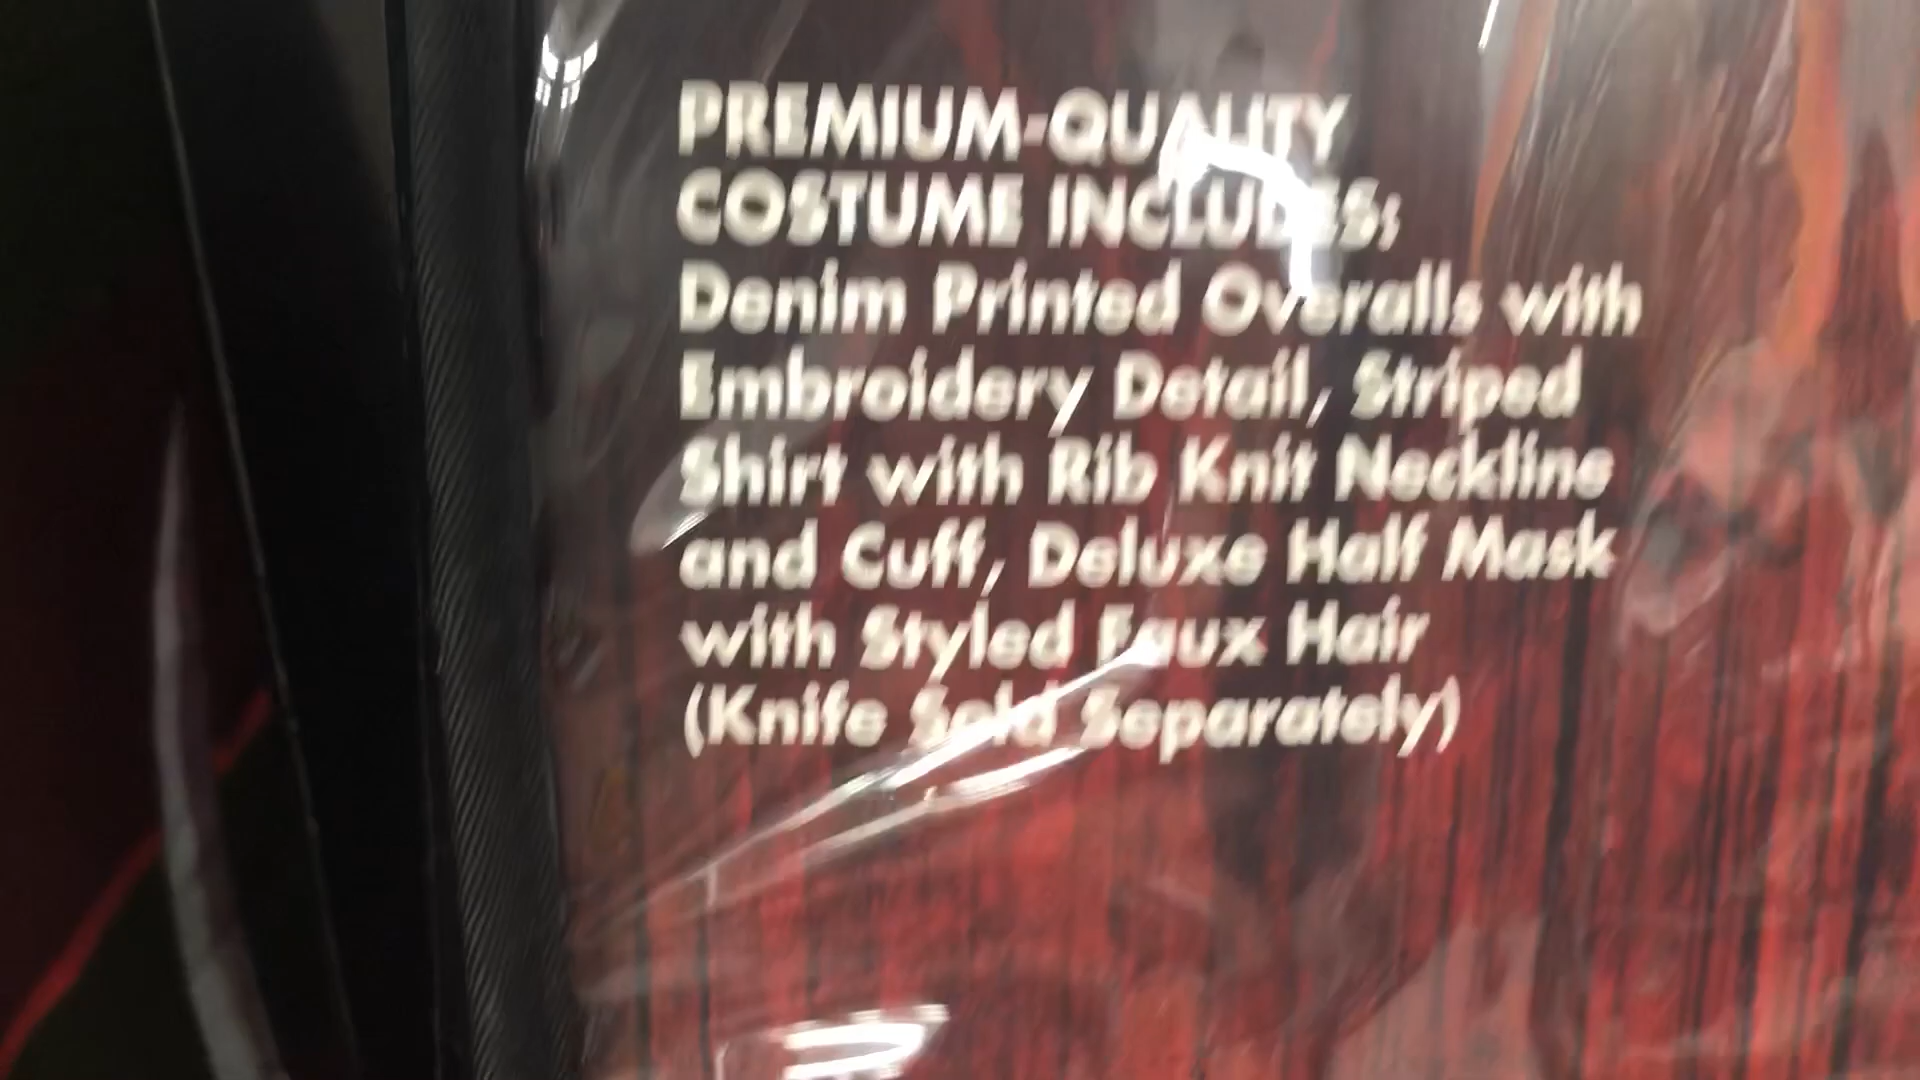 PREMIUM-QUALITY
COSTUME INCLUDES:
Denim Printed Overalls with
Embroidery Detail, Striped
Shirt with Rib Knit Neckline
and Cuff, Deluxe Half Mask
with Styled Faux Hair
(Knife Sold Separately)